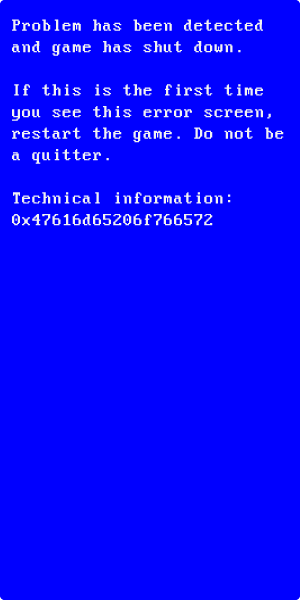 Problem has been detected
and game has shut down.
If this is the first time
you see this error screen,
restart the game. Do not be
a quitter.
Technical information:
0x47616d65206f766572